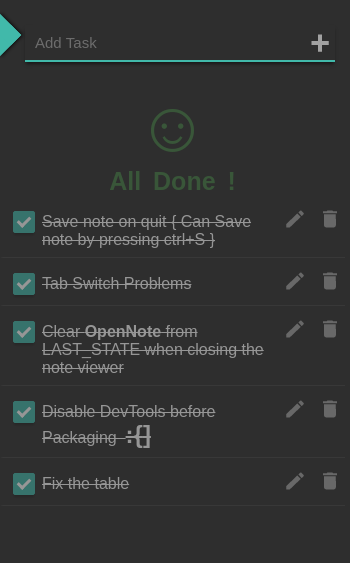 Add Task
All Done !
Save note on quit { Can Save
note by pressing ctrl+S }
Tab Switch Problems
Clear OpenNote from
LAST_STATE when closing the
note viewer
Disable DevTools before
Packaging :{]
Fix the table